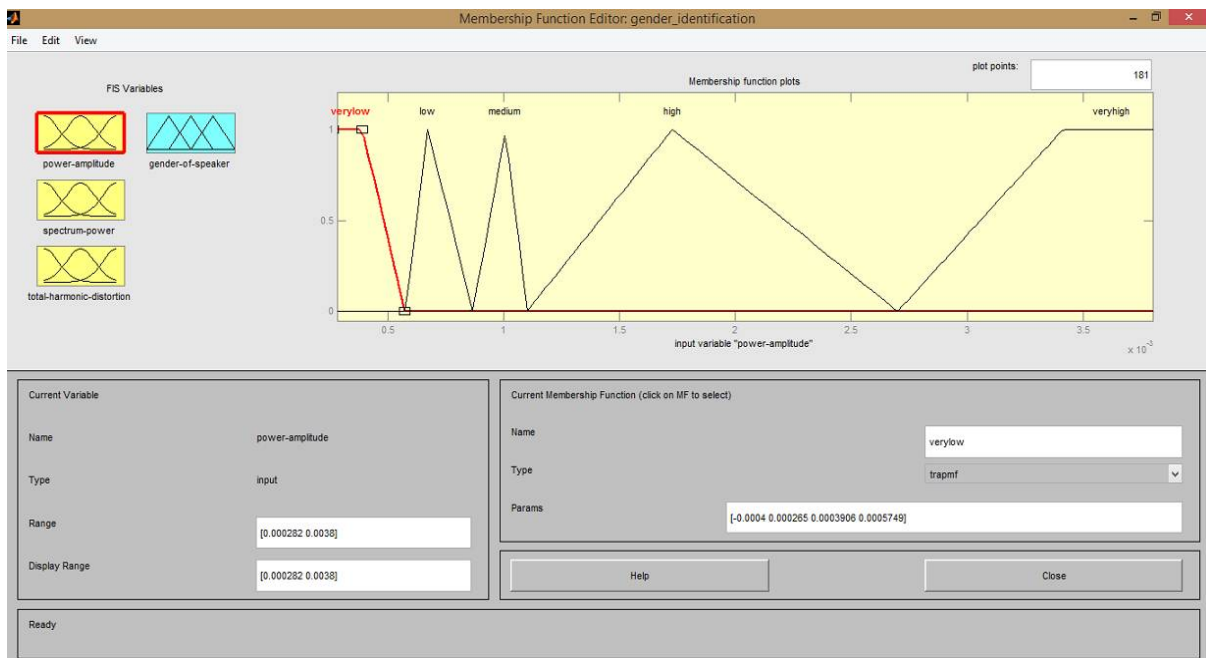 Membership Function Editor: gender_identification
File Edit View
FIS Variables
power-amplitude
gender-of-speaker
spectrum-power
total-harmonic-distortion
plot points:
181
Membership function plots
verylow low medium high veryhigh
1
0.5
0
0.5 1 1.5 2 2.5 3 3.5
input variable "power-amplitude"
x 10-3
Current Variable
Name power-amplitude
Type input
Range [0.000282 0.0038]
Display Range [0.000282 0.0038]
Current Membership Function (click on MF to select)
Name verylow
Type trapmf
Params [-0.0004 0.000265 0.0003906 0.0005749]
Help Close
Ready